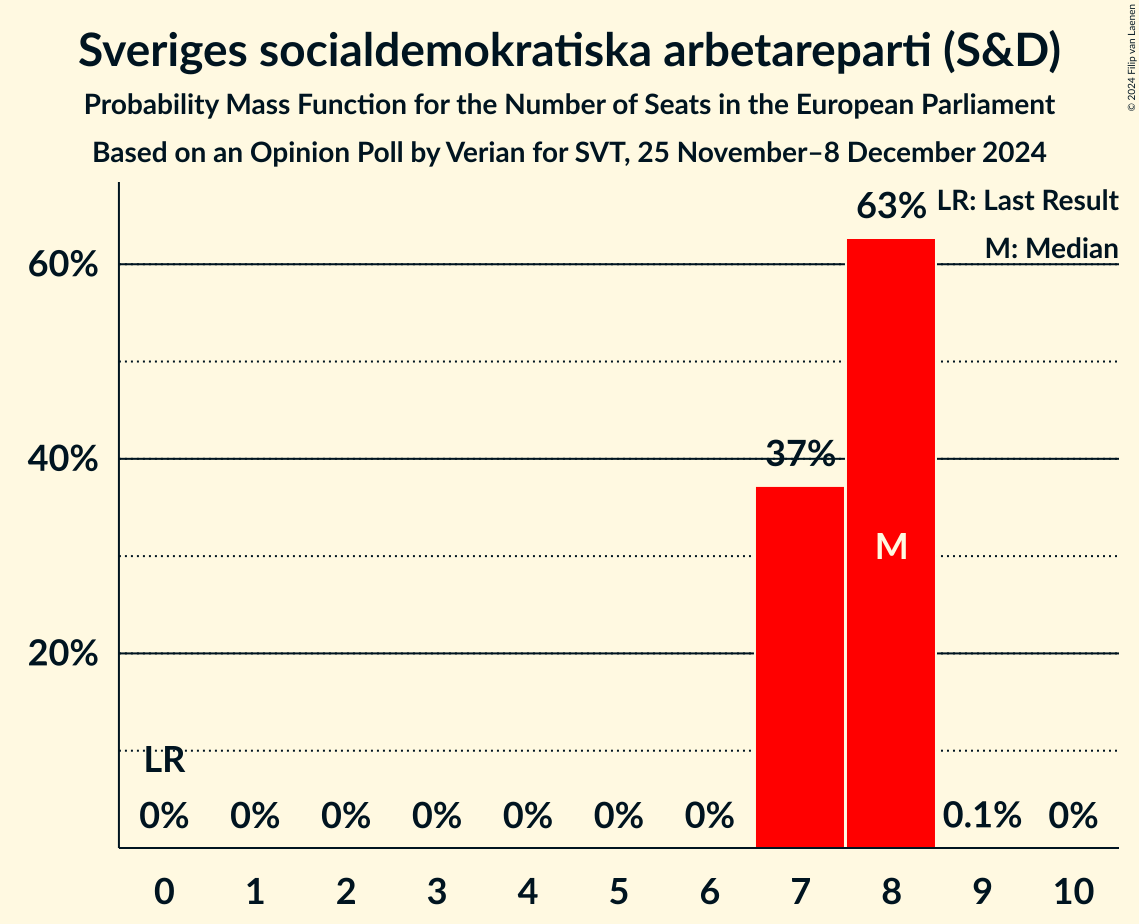 Sveriges socialdemokratiska arbetareparti (S&D)
Probability Mass Function for the Number of Seats in the European Parliament
Based on an Opinion Poll by Verian for SVT, 25 November–8 December 2024
© 2024 Filip van Laenen
LR: Last Result
M: Median
60%
40%
20%
63%
37%
M
LR
0% 0% 0% 0% 0% 0% 0% 0.1% 0%
0 1 2 3 4 5 6 7 8 9 10